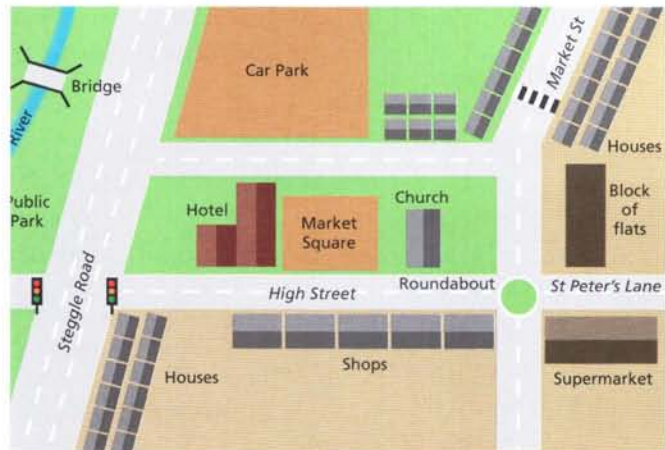 Market St
Car Park
Bridge
River
Houses
Public
Park
Hotel
Market
Square
Church
Block
of
flats
Roundabout
High Street
St Peter's Lane
Steggle Road
Houses
Shops
Supermarket